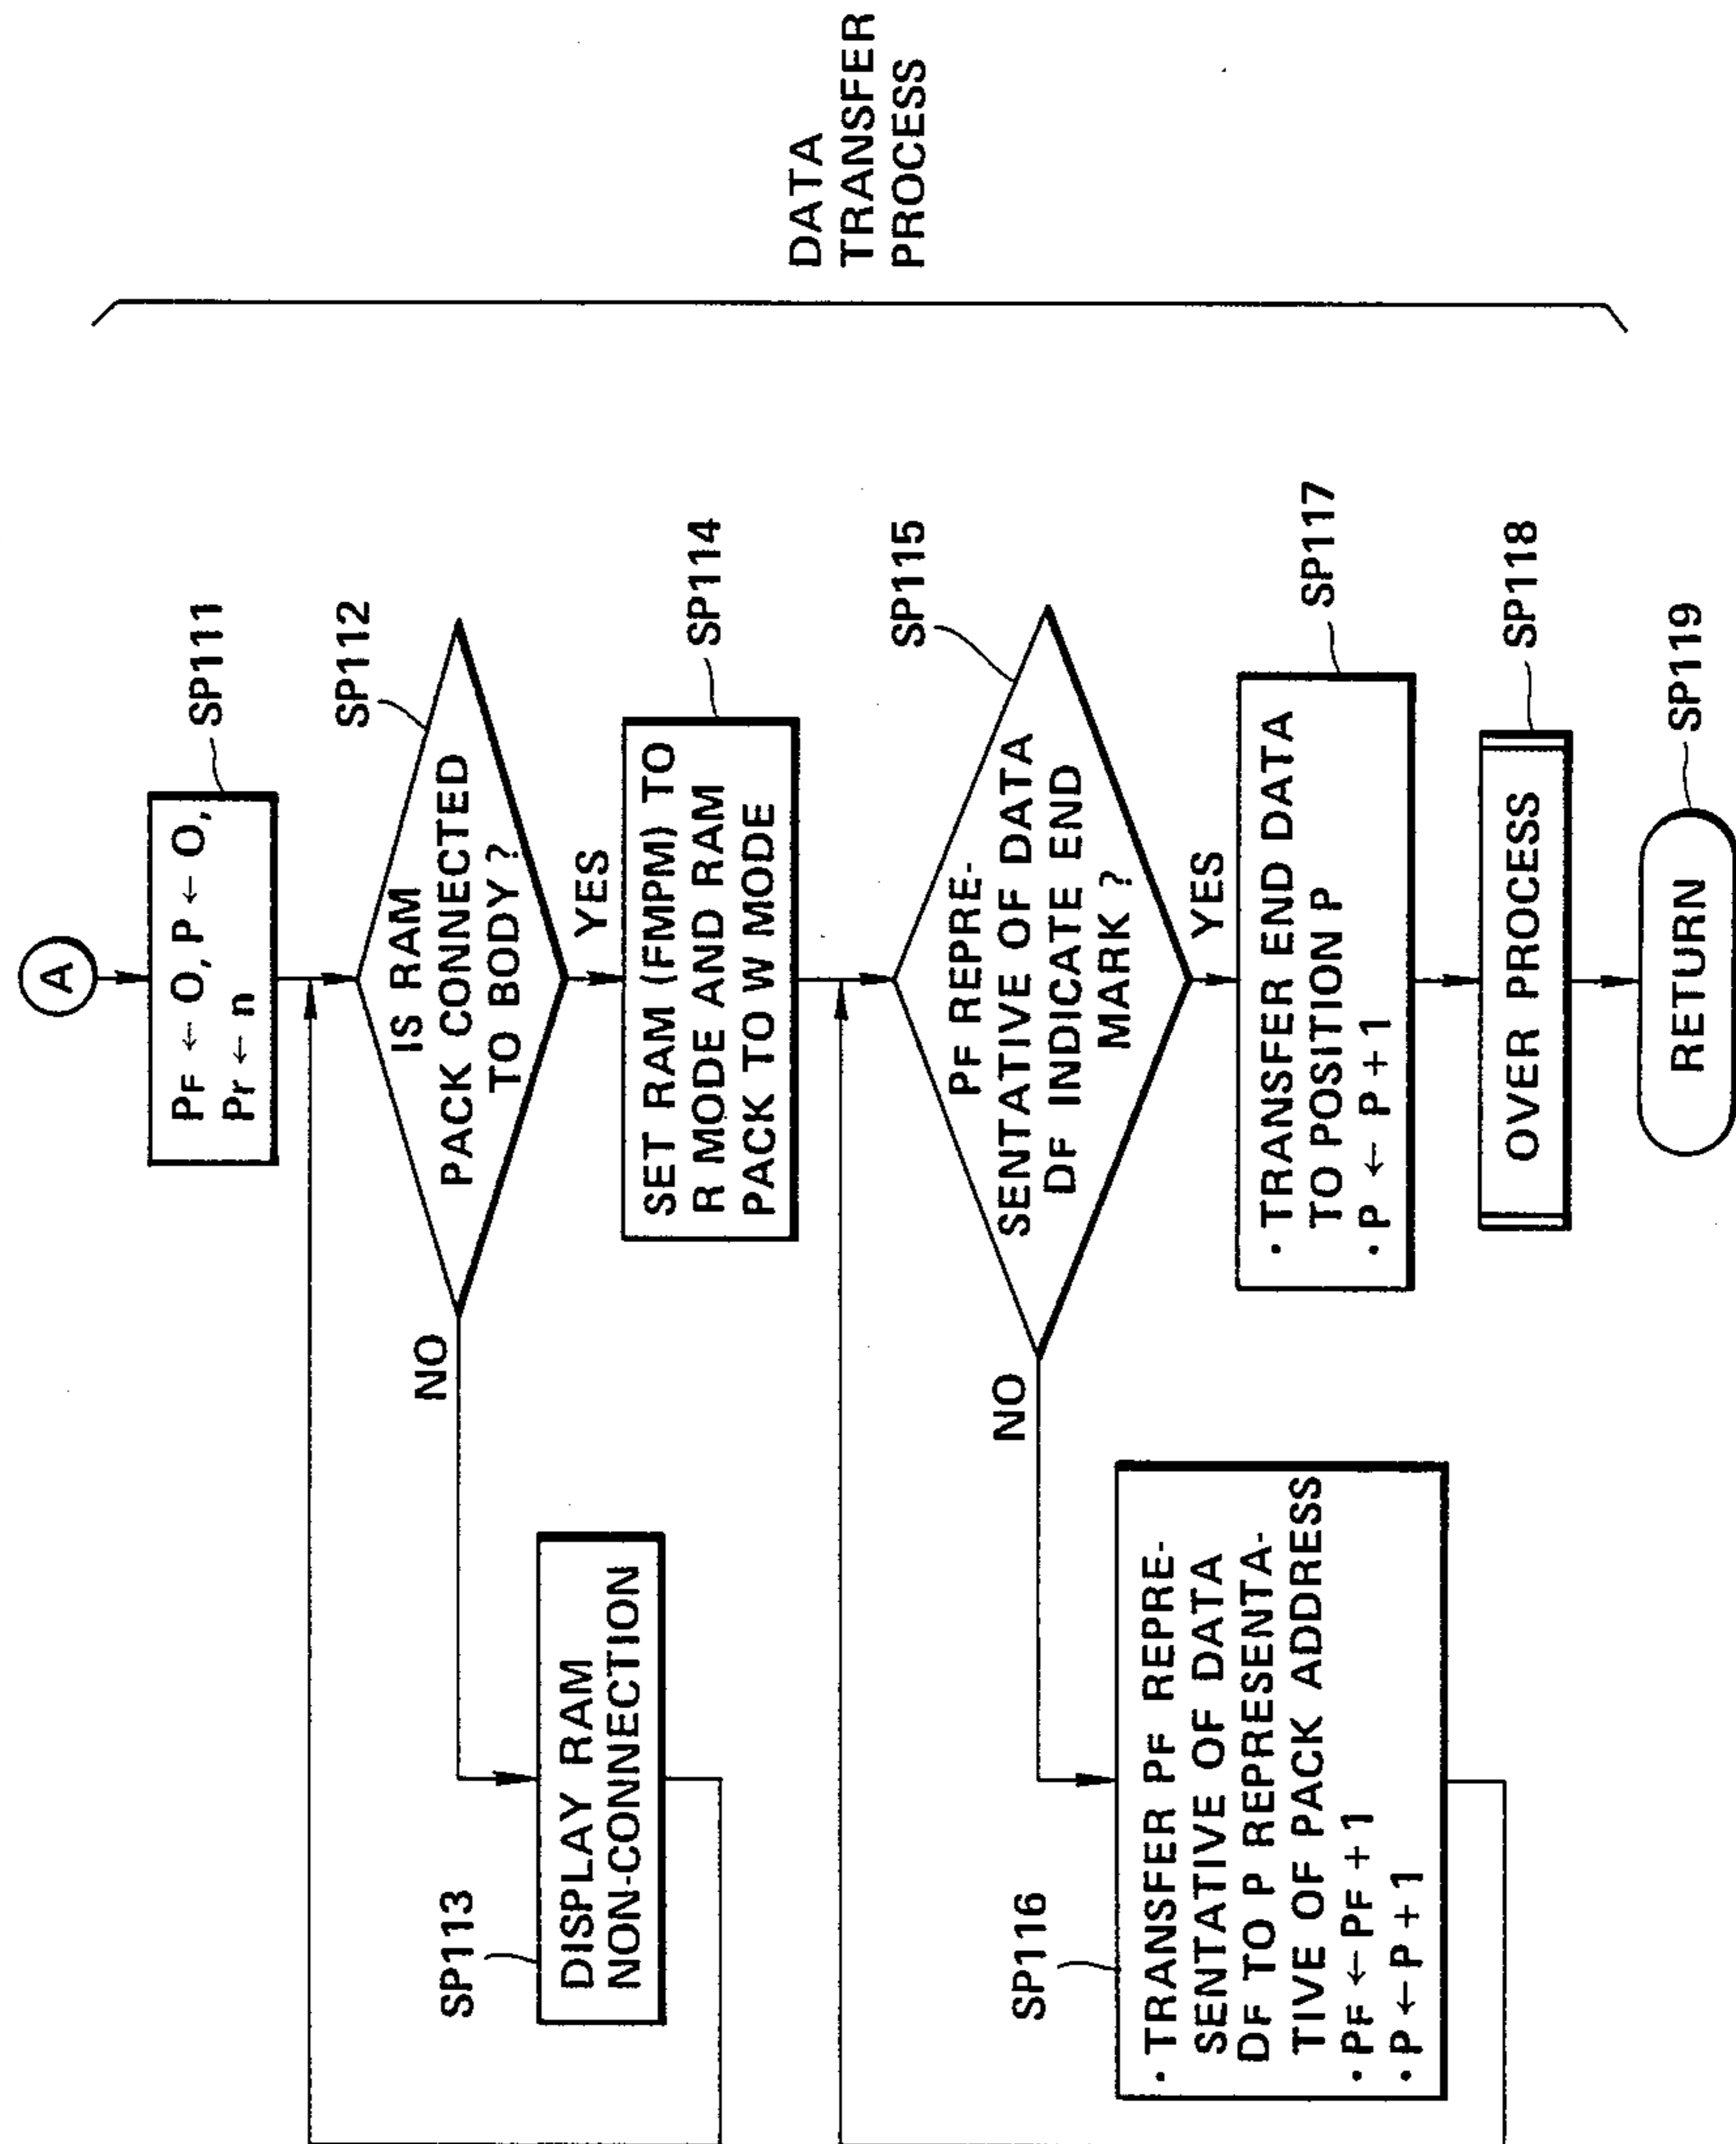 A
SP111
PF ← O, P ← O,
Pr ← n
SP112
IS RAM
PACK CONNECTED
TO BODY ?
NO
YES
SP113
DISPLAY RAM
NON-CONNECTION
SP114
SET RAM (FMPM) TO
R MODE AND RAM
PACK TO W MODE
SP115
PF REPRE-
SENTATIVE OF DATA
DF INDICATE END
MARK ?
NO
YES
SP116
· TRANSFER PF REPRE-
SENTATIVE OF DATA
DF TO P REPRESENTA-
TIVE OF PACK ADDRESS
· PF ← PF + 1
· P ← P + 1
SP117
· TRANSFER END DATA
TO POSITION P
· P ← P + 1
SP118
OVER PROCESS
SP119
RETURN
DATA
TRANSFER
PROCESS